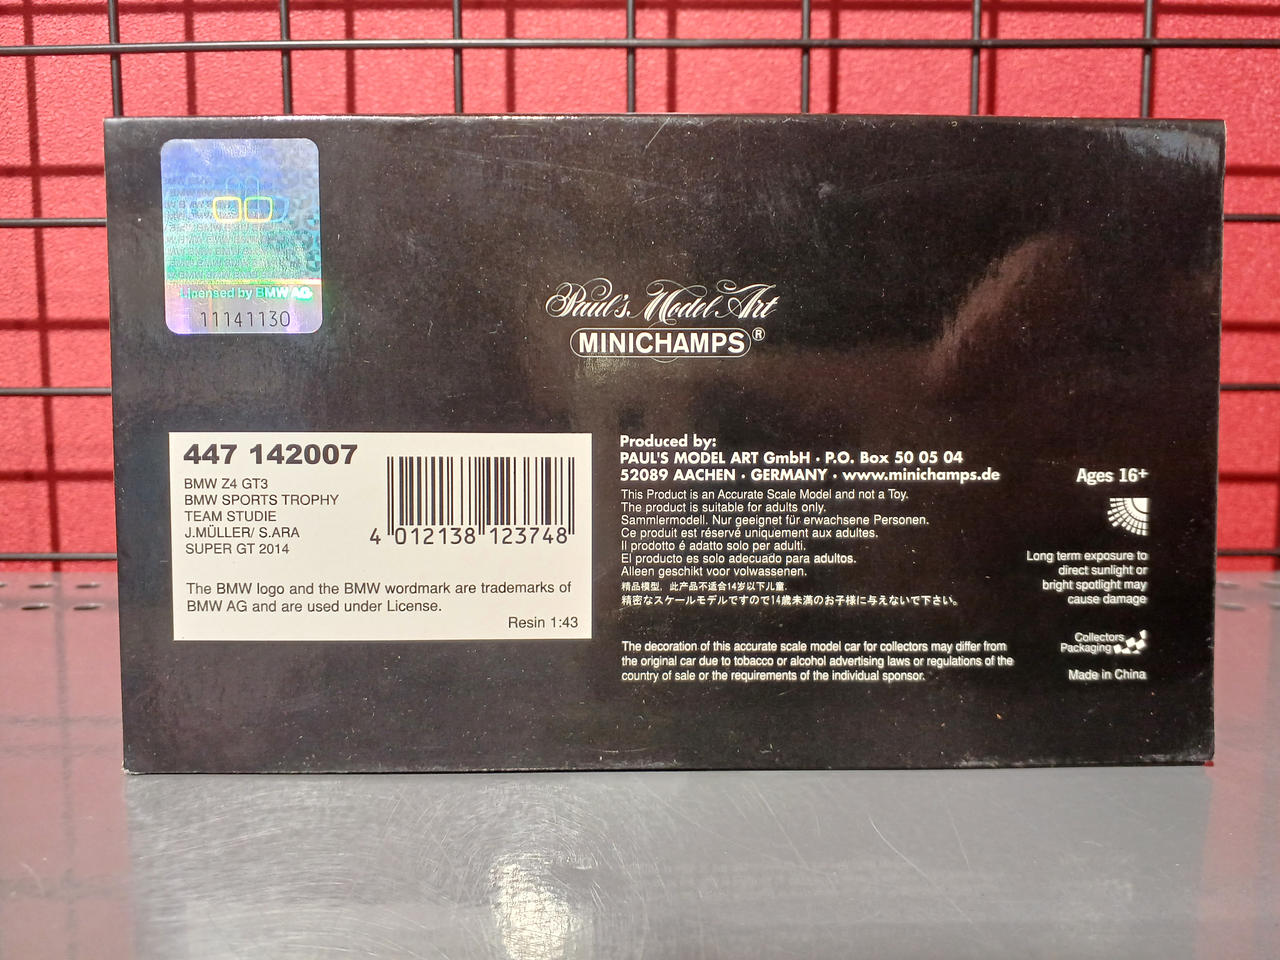 Licensed by BMW AG
11141130
Paul's Model Art
MINICHAMPS®
447 142007
BMW Z4 GT3
BMW SPORTS TROPHY
TEAM STUDIE
J.MÜLLER/ S.ARA
SUPER GT 2014
4 012138 123748
The BMW logo and the BMW wordmark are trademarks of
BMW AG and are used under License.
Resin 1:43
Produced by:
PAUL'S MODEL ART GmbH · P.O. Box 50 05 04
52089 AACHEN · GERMANY · www.minichamps.de
This Product is an Accurate Scale Model and not a Toy.
The product is suitable for adults only.
Sammlermodell. Nur geeignet für erwachsene Personen.
Ce produit est réservé uniquement aux adultes.
Il prodotto é adatto solo per adulti.
El producto es solo adecuado para adultos.
Alleen geschikt voor volwassenen.
精品模型，此产品不适合14岁以下儿童.
精密なスケールモデルですので14歳未満のお子様に与えないで下さい。
The decoration of this accurate scale model car for collectors may differ from
the original car due to tobacco or alcohol advertising laws or regulations of the
country of sale or the requirements of the individual sponsor.
Ages 16+
Long term exposure to
direct sunlight or
bright spotlight may
cause damage
Collectors
Packaging
Made in China